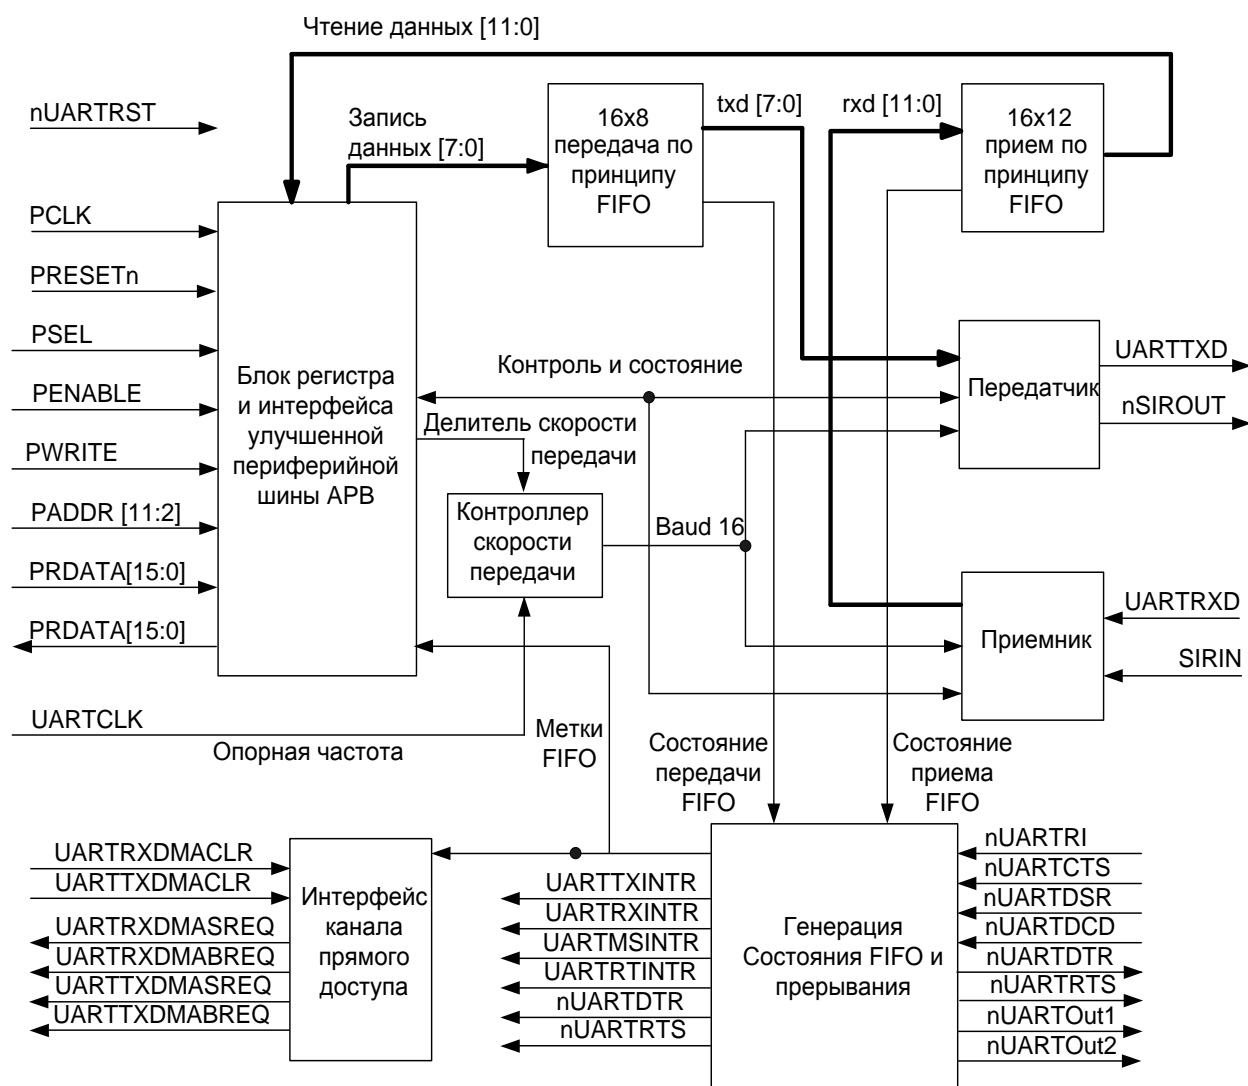 Чтение данных [11:0]
nUARTRST
Запись
данных [7:0]
16x8
передача по
принципу
FIFO
txd [7:0]
rxd [11:0]
16x12
прием по
принципу
FIFO
PCLK
PRESETn
PSEL
PENABLE
PWRITE
PADDR [11:2]
PRDATA[15:0]
PRDATA[15:0]
Блок регистра
и интерфейса
улучшенной
периферийной
шины APB
Контроль и состояние
Делитель скорости
передачи
Контроллер
скорости
передачи
Baud 16
Передатчик
UARTTXD
nSIROUT
Приемник
UARTRXD
SIRIN
UARTCLK
Опорная частота
Метки
FIFO
Состояние
передачи
FIFO
Состояние
приема
FIFO
UARTRXDMACLR
UARTTXDMACLR
UARTRXDMASREQ
UARTRXDMABREQ
UARTTXDMASREQ
UARTTXDMABREQ
Интерфейс
канала
прямого
доступа
UARTTXINTR
UARTRXINTR
UARTMSINTR
UARTRTINTR
nUARTDTR
nUARTRTS
Генерация
Состояния FIFO и
прерывания
nUARTRI
nUARTCTS
nUARTDSR
nUARTDCD
nUARTDTR
nUARTRTS
nUARTOut1
nUARTOut2